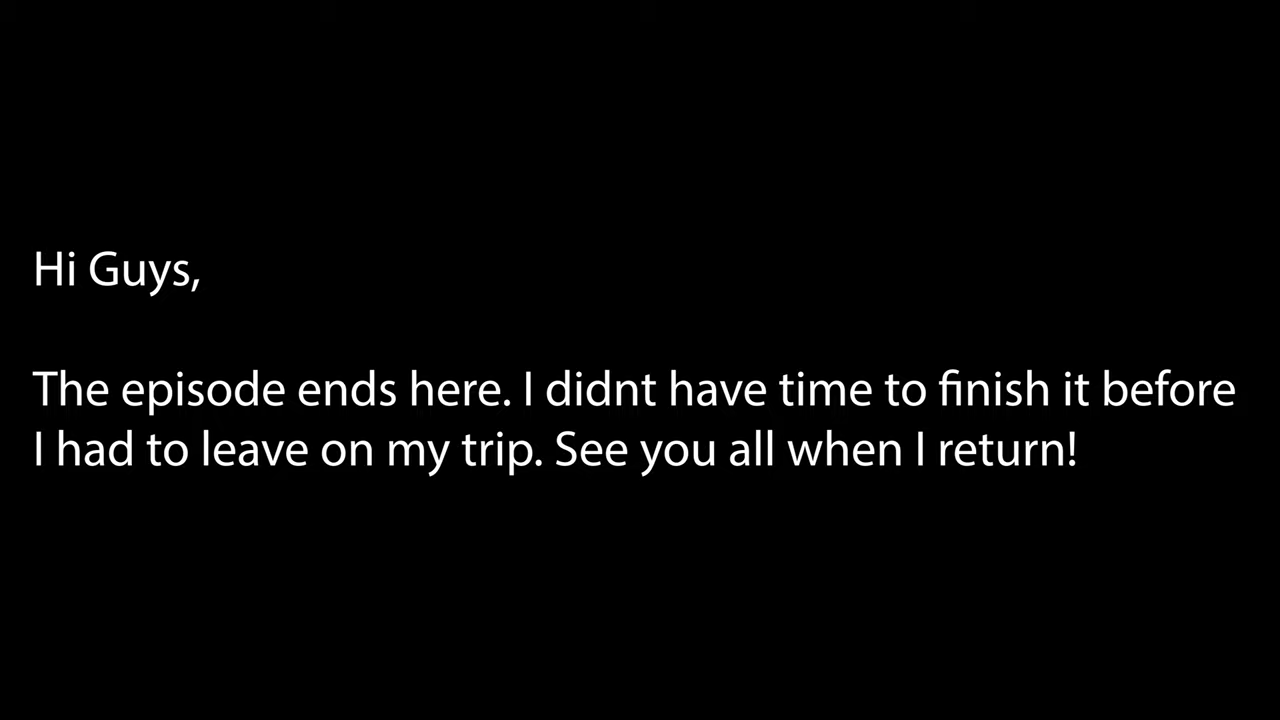 Hi Guys,
The episode ends here. I didnt have time to finish it before
I had to leave on my trip. See you all when I return!